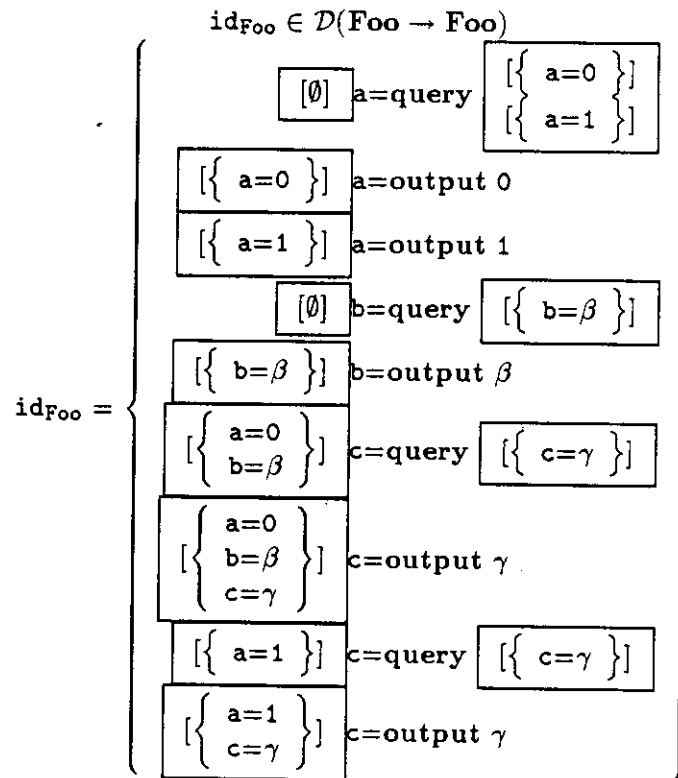 id_Foo ∈ D(Foo → Foo)
[∅] a=query [{ a=0 }]
[{ a=1 }]
[{ a=0 }] a=output 0
[{ a=1 }] a=output 1
[∅] b=query [{ b=β }]
[{ b=β }] b=output β
id_Foo =
[{ a=0 b=β }] c=query [{ c=γ }]
[{ a=0 b=β c=γ }] c=output γ
[{ a=1 }] c=query [{ c=γ }]
[{ a=1 c=γ }] c=output γ